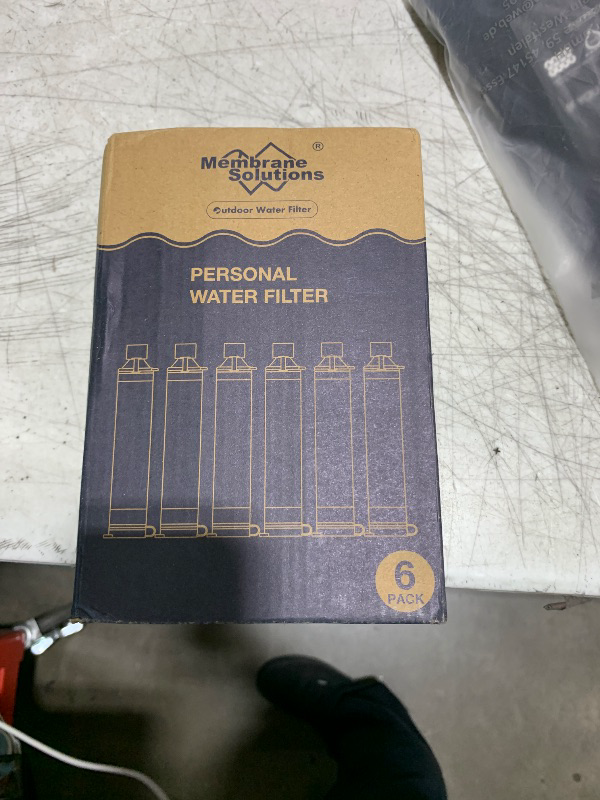 Membrane
Solutions
®
Outdoor Water Filter
PERSONAL
WATER FILTER
6
PACK